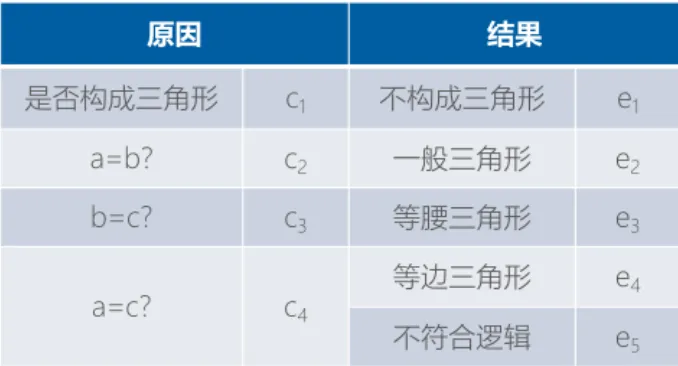 原因 结果
是否构成三角形 c₁ 不构成三角形 e₁
a=b? c₂ 一般三角形 e₂
b=c? c₃ 等腰三角形 e₃
a=c? c₄ 等边三角形 e₄
不符合逻辑 e₅